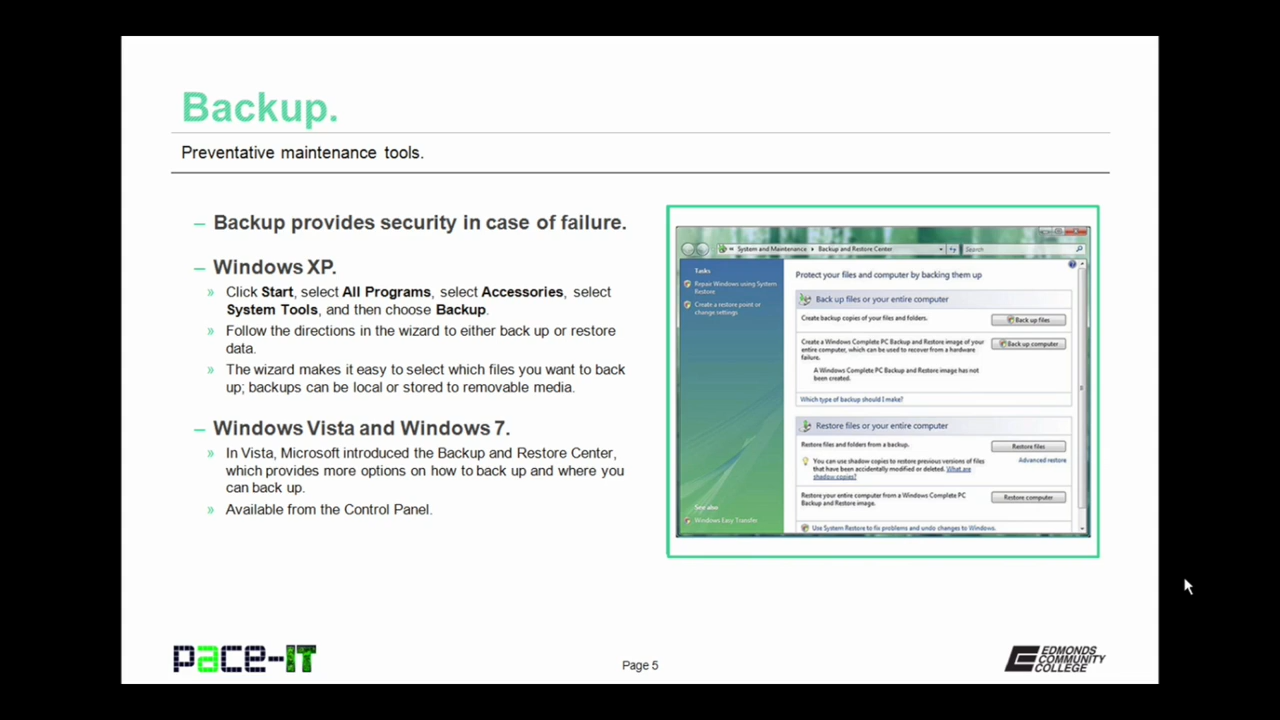 Backup.
Preventative maintenance tools.
– Backup provides security in case of failure.
– Windows XP.
» Click Start, select All Programs, select Accessories, select
System Tools, and then choose Backup.
» Follow the directions in the wizard to either back up or restore
data.
» The wizard makes it easy to select which files you want to back
up; backups can be local or stored to removable media.
– Windows Vista and Windows 7.
» In Vista, Microsoft introduced the Backup and Restore Center,
which provides more options on how to back up and where you
can back up.
» Available from the Control Panel.
System and Maintenance
Backup and Restore Center
Search
Tasks
Repair Windows using System
Restore
Create a restore point or
change settings
See also
Windows Easy Transfer
Protect your files and computer by backing them up
Back up files or your entire computer
Create backup copies of your files and folders.
Back up files
Create a Windows Complete PC Backup and Restore image of your
entire computer, which can be used to recover from a hardware
failure.
Back up computer
A Windows Complete PC Backup and Restore image has not
been created.
Which type of backup should I make?
Restore files or your entire computer
Restore files and folders from a backup.
Restore files
You can use shadow copies to restore previous versions of files
that have been accidentally modified or deleted. What are
shadow copies?
Advanced restore
Restore your entire computer from a Windows Complete PC
Backup and Restore image.
Restore computer
Use System Restore to fix problems and undo changes to Windows.
pace-IT
Page 5
EDMONDS
COMMUNITY
COLLEGE